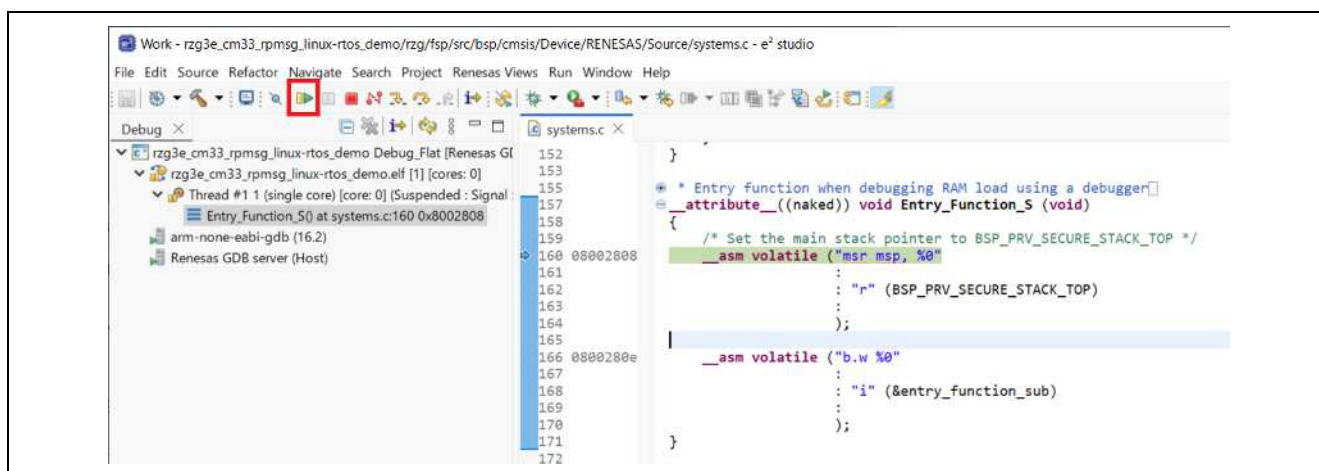 Work - rzg3e_cm33_rpmsg_linux-rtos_demo/rzg/fsp/src/bsp/cmsis/Device/RENESAS/Source/systems.c - e² studio
File Edit Source Refactor Navigate Search Project Renesas Views Run Window Help
Debug
systems.c
rzg3e_cm33_rpmsg_linux-rtos_demo Debug_Flat [Renesas GI
rzg3e_cm33_rpmsg_linux-rtos_demo.elf [1] [cores: 0]
Thread #1 1 (single core) [core: 0] (Suspended : Signal :
Entry_Function_S() at systems.c:160 0x8002808
arm-none-eabi-gdb (16.2)
Renesas GDB server (Host)
152 }
153
155 * Entry function when debugging RAM load using a debugger
157 __attribute__((naked)) void Entry_Function_S (void)
158 {
159 /* Set the main stack pointer to BSP_PRV_SECURE_STACK_TOP */
160 08002808 __asm volatile ("msr msp, %0"
161 :
162 : "r" (BSP_PRV_SECURE_STACK_TOP)
163 :
164 );
165
166 0800280e __asm volatile ("b.w %0"
167 :
168 : "i" (&entry_function_sub)
169 :
170 );
171 }
172